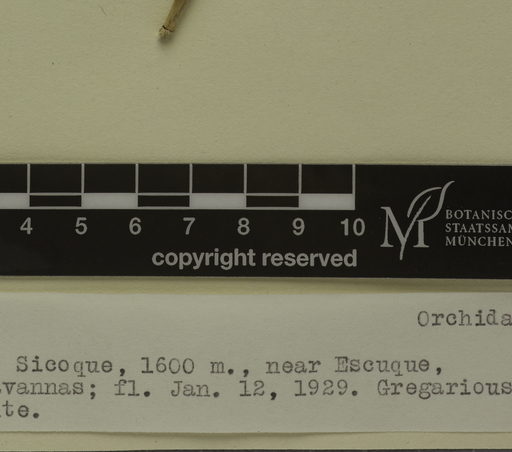 4 5 6 7 8 9 10
copyright reserved
M
BOTANISC
STAATSSAM
MÜNCHEN
Orchida
Sicoque, 1600 m., near Escuque,
vannas; fl. Jan. 12, 1929. Gregarious
te.